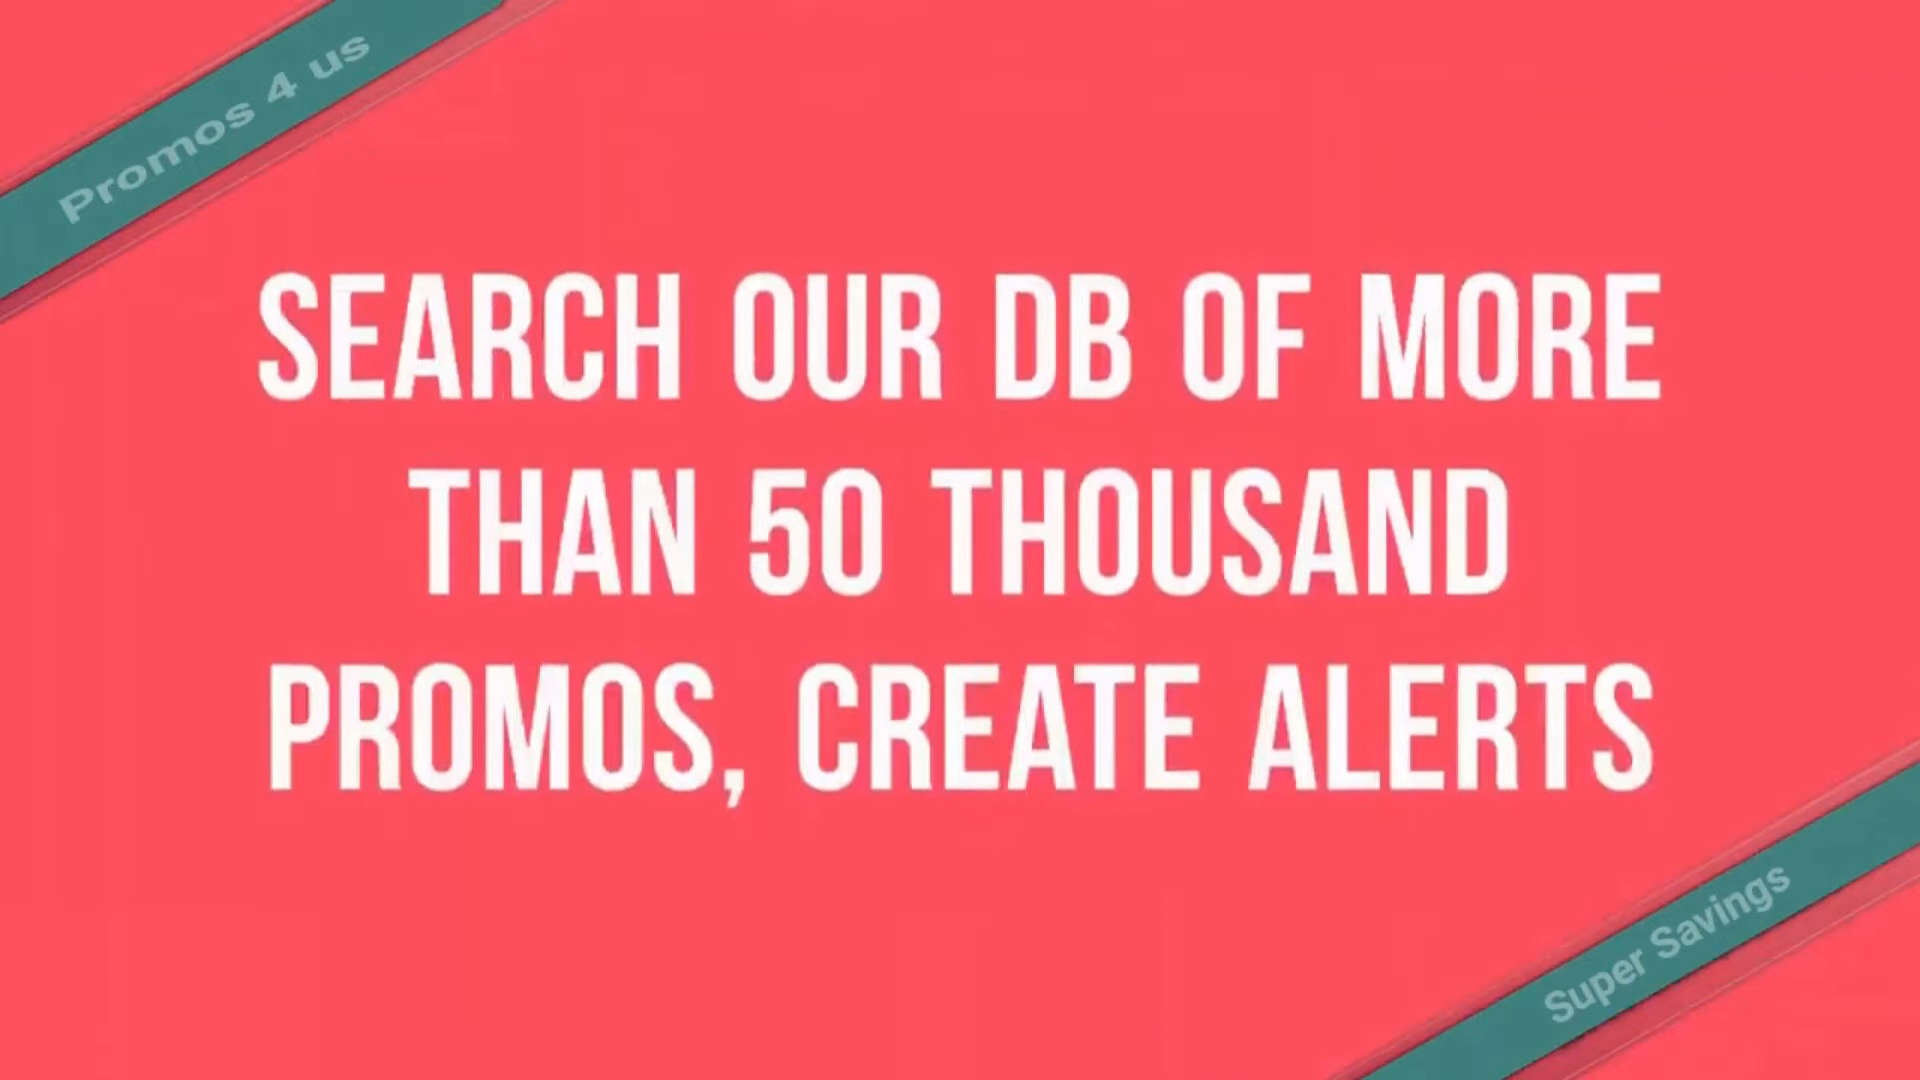 Promos 4 us
SEARCH OUR DB OF MORE
THAN 50 THOUSAND
PROMOS, CREATE ALERTS
Super Savings